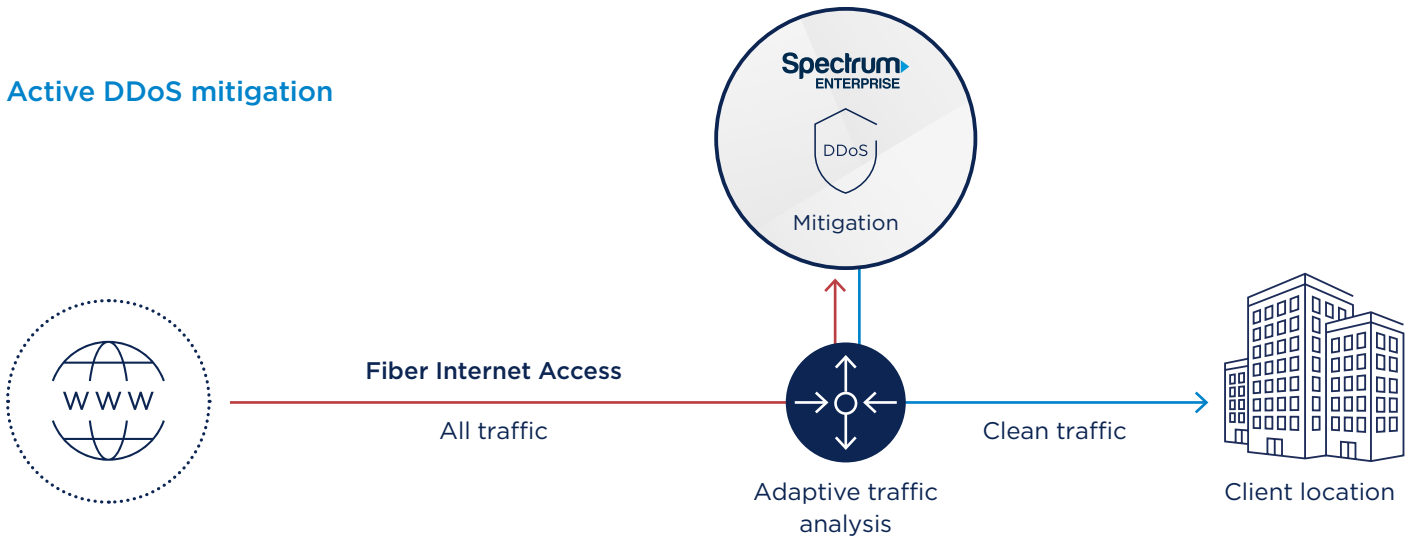 Active DDoS mitigation
Spectrum
ENTERPRISE
DDoS
Mitigation
WWW
Fiber Internet Access
All traffic
Clean traffic
Adaptive traffic
analysis
Client location